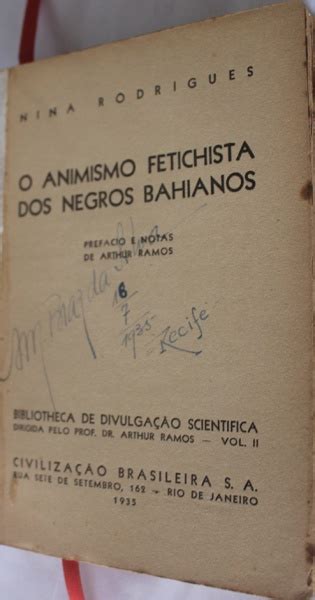 NINA RODRIGUES
O ANIMISMO FETICHISTA
DOS NEGROS BAHIANOS
PREFACIO E NOTAS
DE ARTHUR RAMOS
6
7
1935
Recife
BIBLIOTHECA DE DIVULGAÇÃO SCIENTIFICA
DIRIGIDA PELO PROF. DR. ARTHUR RAMOS — VOL. II
CIVILIZAÇÃO BRASILEIRA S. A.
RUA SETE DE SETEMBRO, 162 — RIO DE JANEIRO
1935